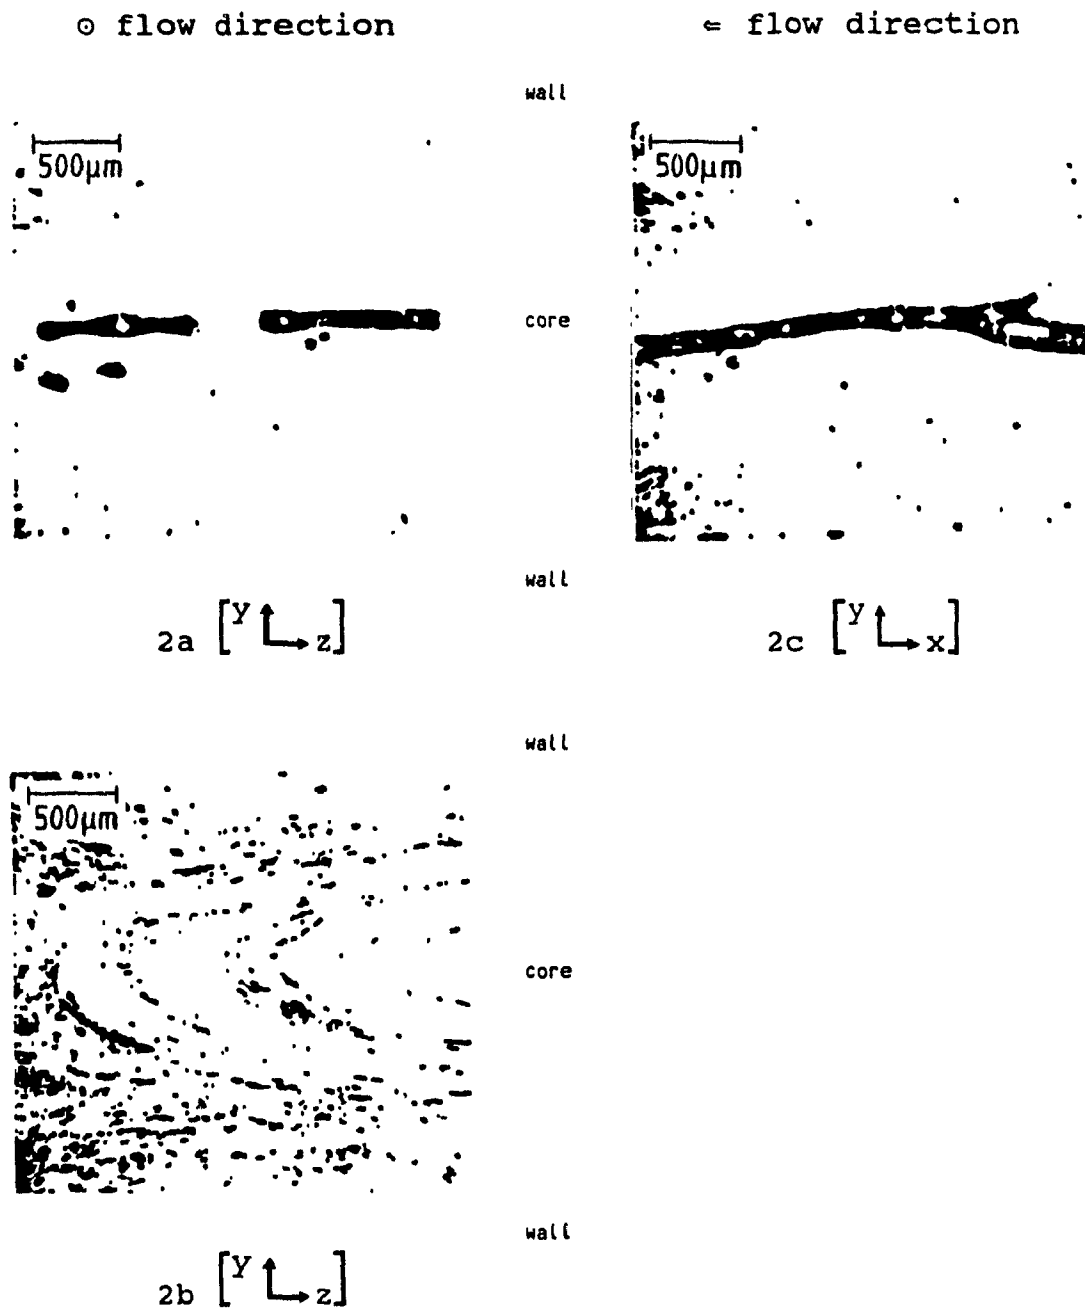 ⊙ flow direction
⇐ flow direction
wall
500µm
500µm
core
wall
2a [y z]
2c [y x]
wall
500µm
core
wall
2b [y z]